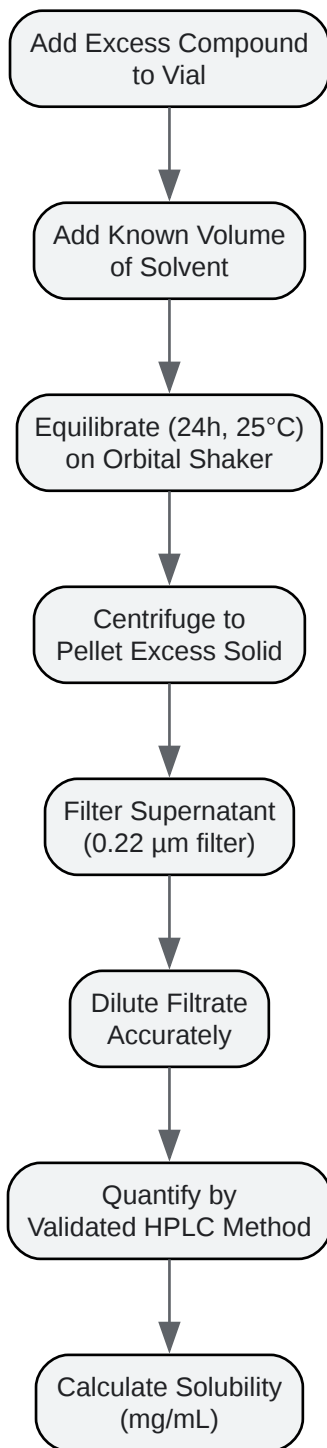 Add Excess Compound
to Vial
Add Known Volume
of Solvent
Equilibrate (24h, 25°C)
on Orbital Shaker
Centrifuge to
Pellet Excess Solid
Filter Supernatant
(0.22 µm filter)
Dilute Filtrate
Accurately
Quantify by
Validated HPLC Method
Calculate Solubility
(mg/mL)